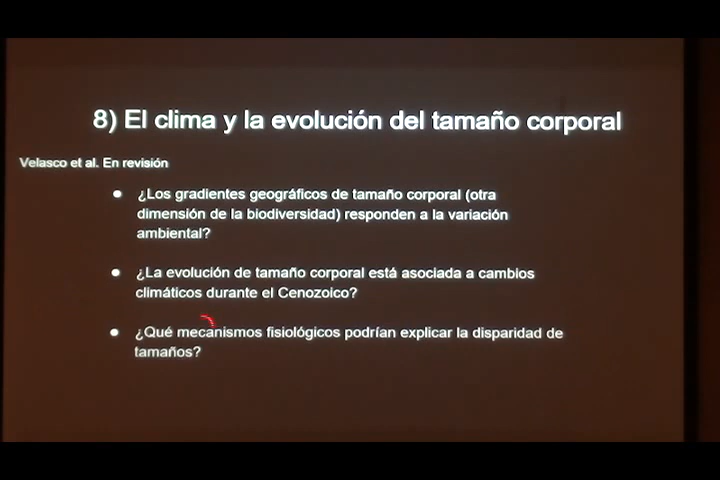 8) El clima y la evolución del tamaño corporal
Velasco et al. En revisión
● ¿Los gradientes geográficos de tamaño corporal (otra
dimensión de la biodiversidad) responden a la variación
ambiental?
● ¿La evolución de tamaño corporal está asociada a cambios
climáticos durante el Cenozoico?
● ¿Qué mecanismos fisiológicos podrían explicar la disparidad de
tamaños?